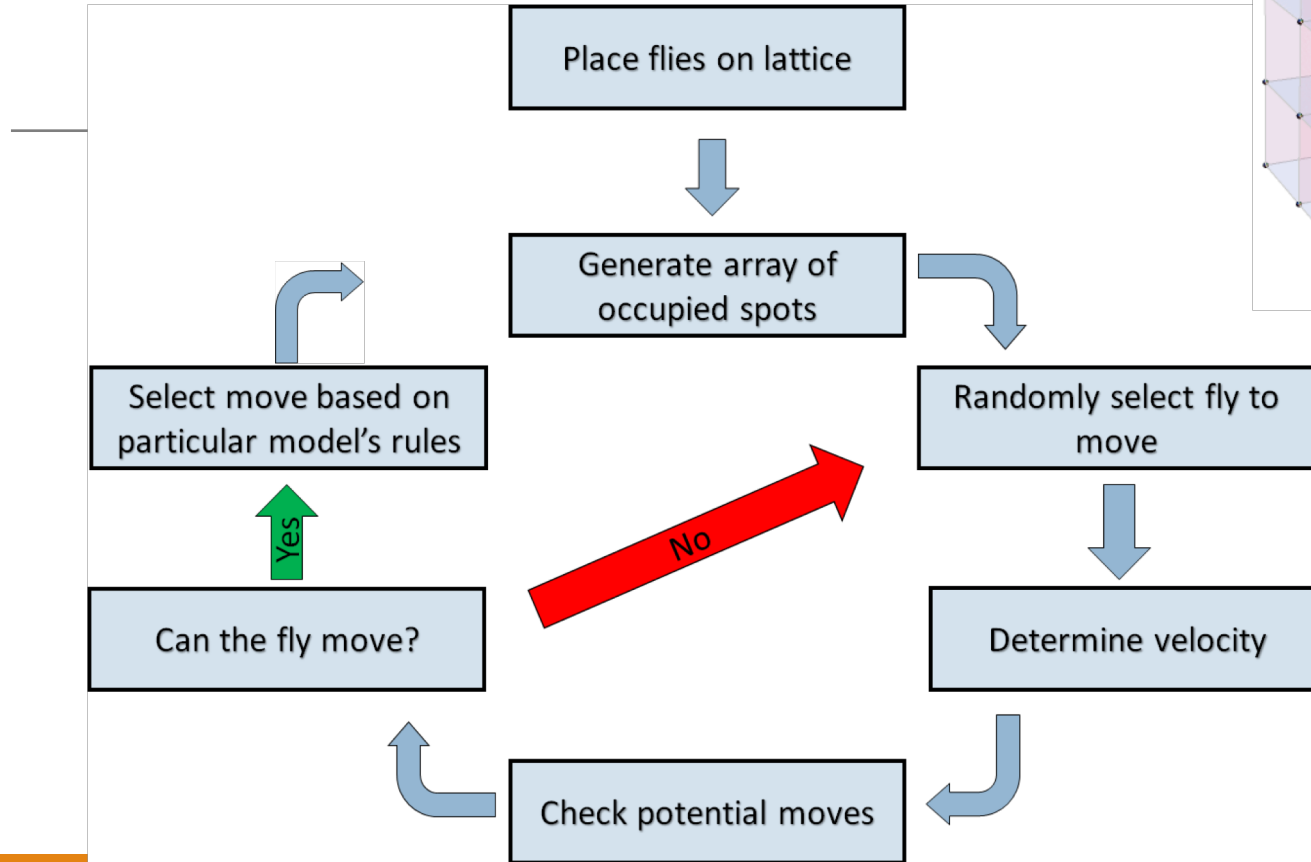 Place flies on lattice
Generate array of
occupied spots
Select move based on
particular model's rules
Randomly select fly to
move
Yes
No
Can the fly move?
Determine velocity
Check potential moves